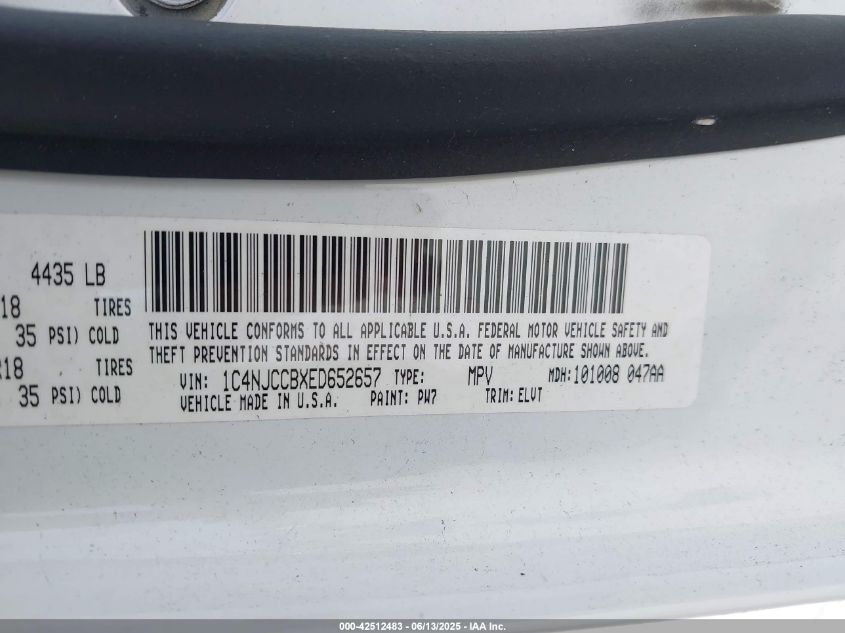 4435 LB
18 TIRES
35 PSI) COLD
R18 TIRES
35 PSI) COLD
THIS VEHICLE CONFORMS TO ALL APPLICABLE U.S.A. FEDERAL MOTOR VEHICLE SAFETY AND
THEFT PREVENTION STANDARDS IN EFFECT ON THE DATE OF MANUFACTURE SHOWN ABOVE.
VIN: 1C4NJCCBXED652657 TYPE: MPV MDH: 101008 047AA
VEHICLE MADE IN U.S.A. PAINT: PW7 TRIM: ELVT
000-42512483 - 06/13/2025 - IAA Inc.